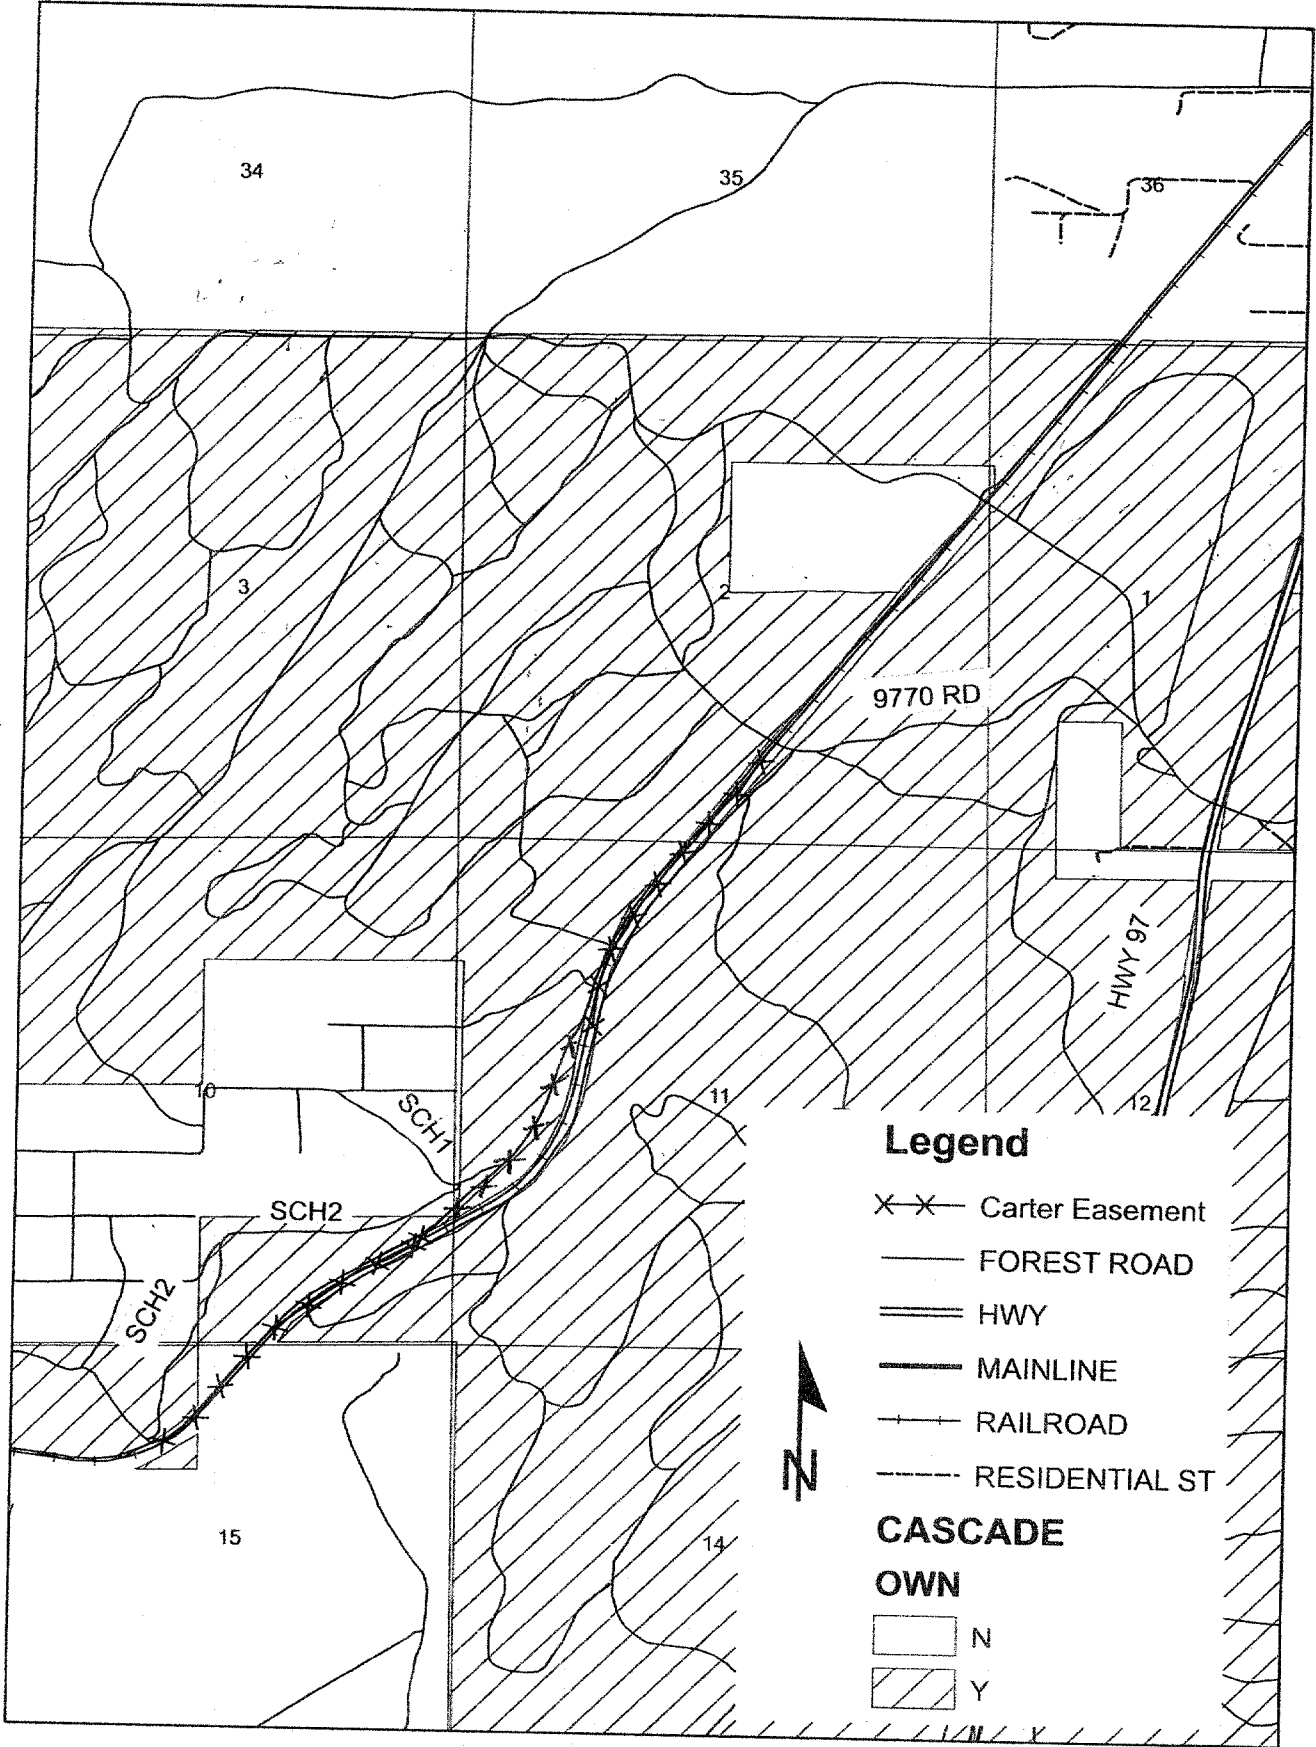 34
35
36
3
2
1
9770 RD
HWY 97
10
SCH1
11
12
SCH2
SCH2
15
14
Legend
Carter Easement
FOREST ROAD
HWY
MAINLINE
RAILROAD
RESIDENTIAL ST
N
CASCADE
OWN
N
Y